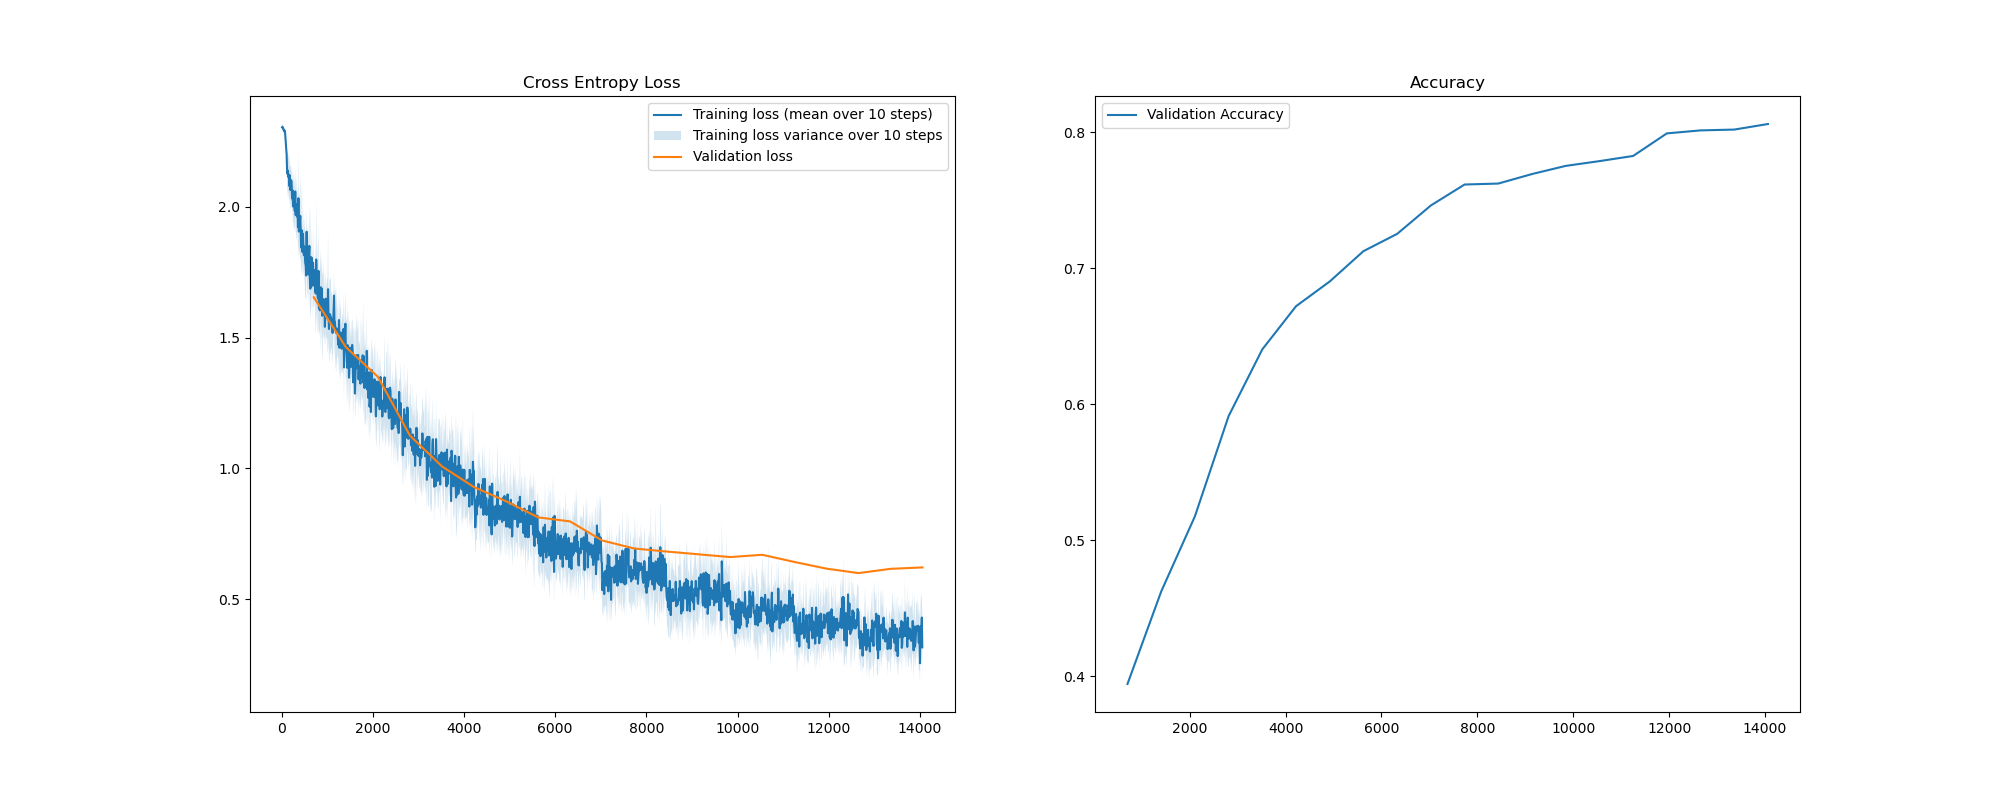 Cross Entropy Loss
Training loss (mean over 10 steps)
Training loss variance over 10 steps
Validation loss
2.0
1.5
1.0
0.5
0 2000 4000 6000 8000 10000 12000 14000
Accuracy
Validation Accuracy
0.8
0.7
0.6
0.5
0.4
2000 4000 6000 8000 10000 12000 14000